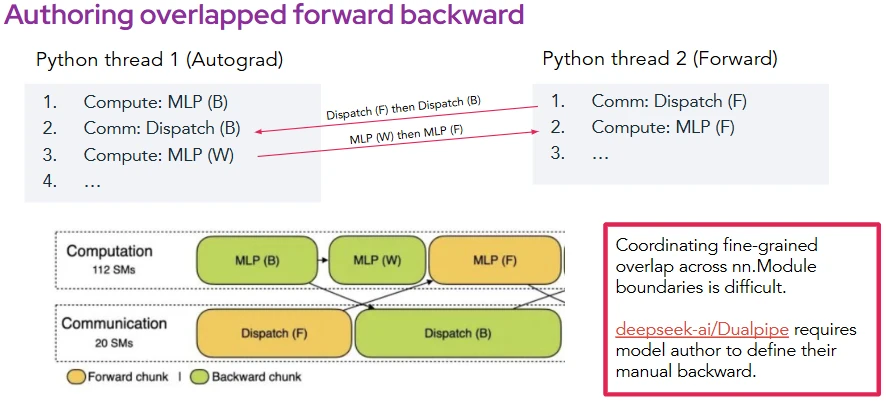 Authoring overlapped forward backward
Python thread 1 (Autograd)
1. Compute: MLP (B)
2. Comm: Dispatch (B)
3. Compute: MLP (W)
4. …
Dispatch (F) then Dispatch (B)
MLP (W) then MLP (F)
Python thread 2 (Forward)
1. Comm: Dispatch (F)
2. Compute: MLP (F)
3. …
Computation
112 SMs
MLP (B)
MLP (W)
MLP (F)
Communication
20 SMs
Dispatch (F)
Dispatch (B)
Forward chunk | Backward chunk
Coordinating fine-grained
overlap across nn.Module
boundaries is difficult.
deepseek-ai/Dualpipe requires
model author to define their
manual backward.